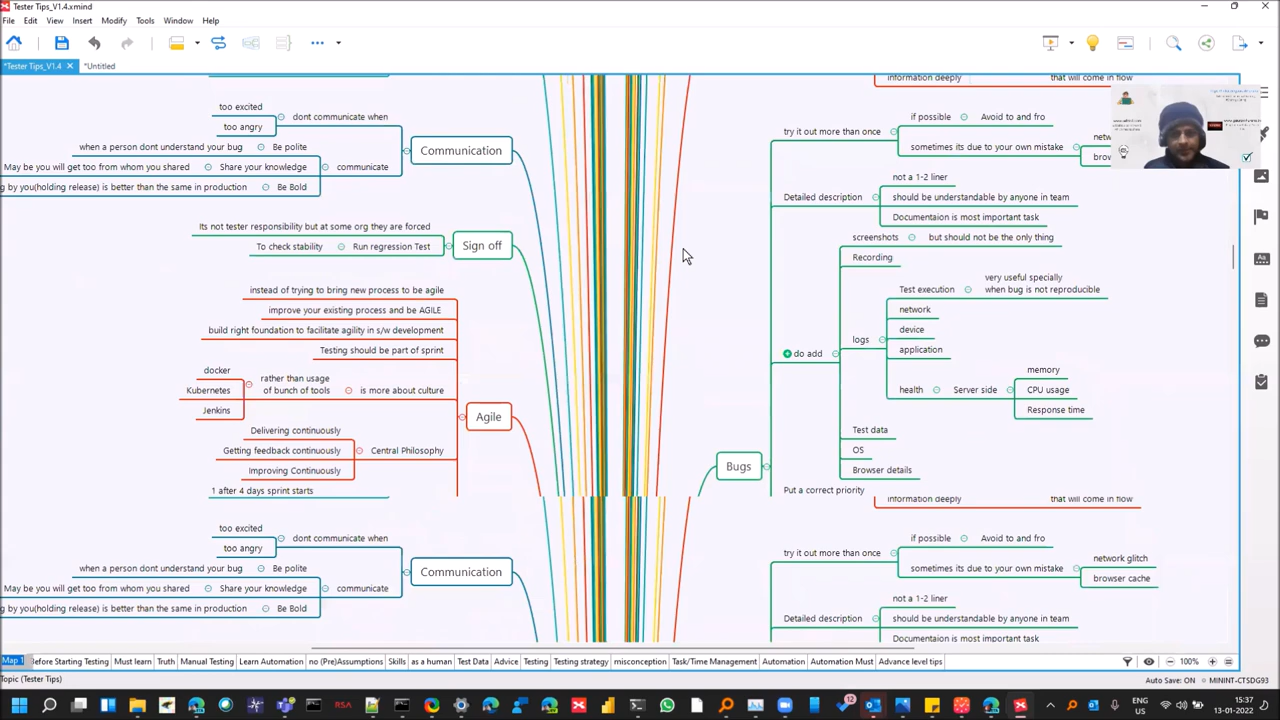 Tester Tips_V1.4.xmind
File Edit View Insert Modify Tools Window Help
*Tester Tips_V1.4
*Untitled
too excited
too angry
dont communicate when
when a person dont understand your bug
Be polite
May be you will get too from whom you shared
Share your knowledge
communicate
g by you(holding release) is better than the same in production
Be Bold
Communication
Its not tester responsibility but at some org they are forced
To check stability
Run regression Test
Sign off
instead of trying to bring new process to be agile
improve your existing process and be AGILE
build right foundation to facilitate agility in s/w development
Testing should be part of sprint
docker
Kubernetes
Jenkins
rather than usage
of bunch of tools
is more about culture
Delivering continuously
Getting feedback continuously
Improving Continuously
Central Philosophy
Agile
1 after 4 days sprint starts
too excited
too angry
dont communicate when
when a person dont understand your bug
Be polite
May be you will get too from whom you shared
Share your knowledge
communicate
g by you(holding release) is better than the same in production
Be Bold
Communication
information deeply
that will come in flow
try it out more than once
if possible
Avoid to and fro
sometimes its due to your own mistake
netw
brow
Detailed description
not a 1-2 liner
should be understandable by anyone in team
Documentaion is most important task
do add
screenshots
but should not be the only thing
Recording
logs
Test execution
very useful specially
when bug is not reproducible
network
device
application
health
Server side
memory
CPU usage
Response time
Test data
OS
Browser details
Bugs
Put a correct priority
information deeply
that will come in flow
try it out more than once
if possible
Avoid to and fro
sometimes its due to your own mistake
network glitch
browser cache
Detailed description
not a 1-2 liner
should be understandable by anyone in team
Documentaion is most important task
Map 1
Before Starting Testing
Must learn
Truth
Manual Testing
Learn Automation
no (Pre)Assumptions
Skills
as a human
Test Data
Advice
Testing
Testing strategy
misconception
Task/Time Management
Automation
Automation Must
Advance level tips
100%
Topic (Tester Tips)
Auto Save: ON
MININT-CTSDG93
RSA
12
ENG
US
15:37
13-01-2022